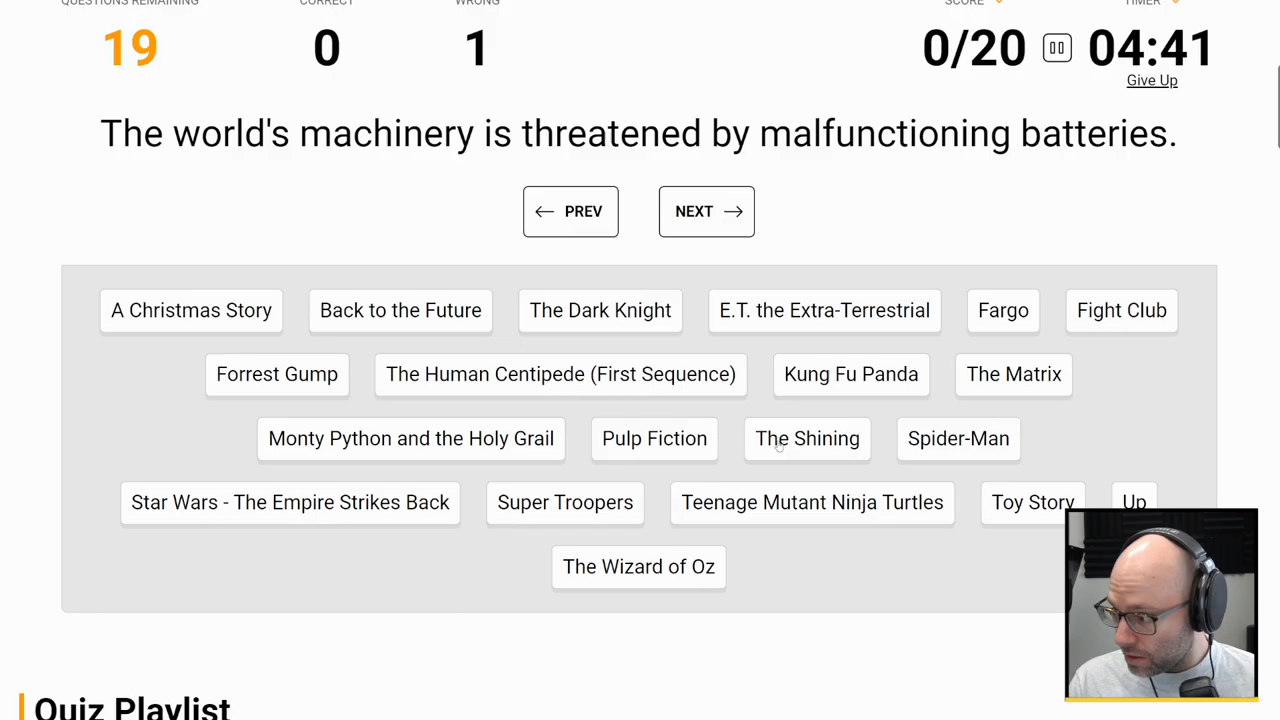 QUESTIONS REMAINING CORRECT WRONG SCORE TIMER
19 0 1 0/20 04:41
Give Up
The world's machinery is threatened by malfunctioning batteries.
← PREV NEXT →
A Christmas Story Back to the Future The Dark Knight E.T. the Extra-Terrestrial Fargo Fight Club
Forrest Gump The Human Centipede (First Sequence) Kung Fu Panda The Matrix
Monty Python and the Holy Grail Pulp Fiction The Shining Spider-Man
Star Wars - The Empire Strikes Back Super Troopers Teenage Mutant Ninja Turtles Toy Story Up
The Wizard of Oz
Quiz Playlist